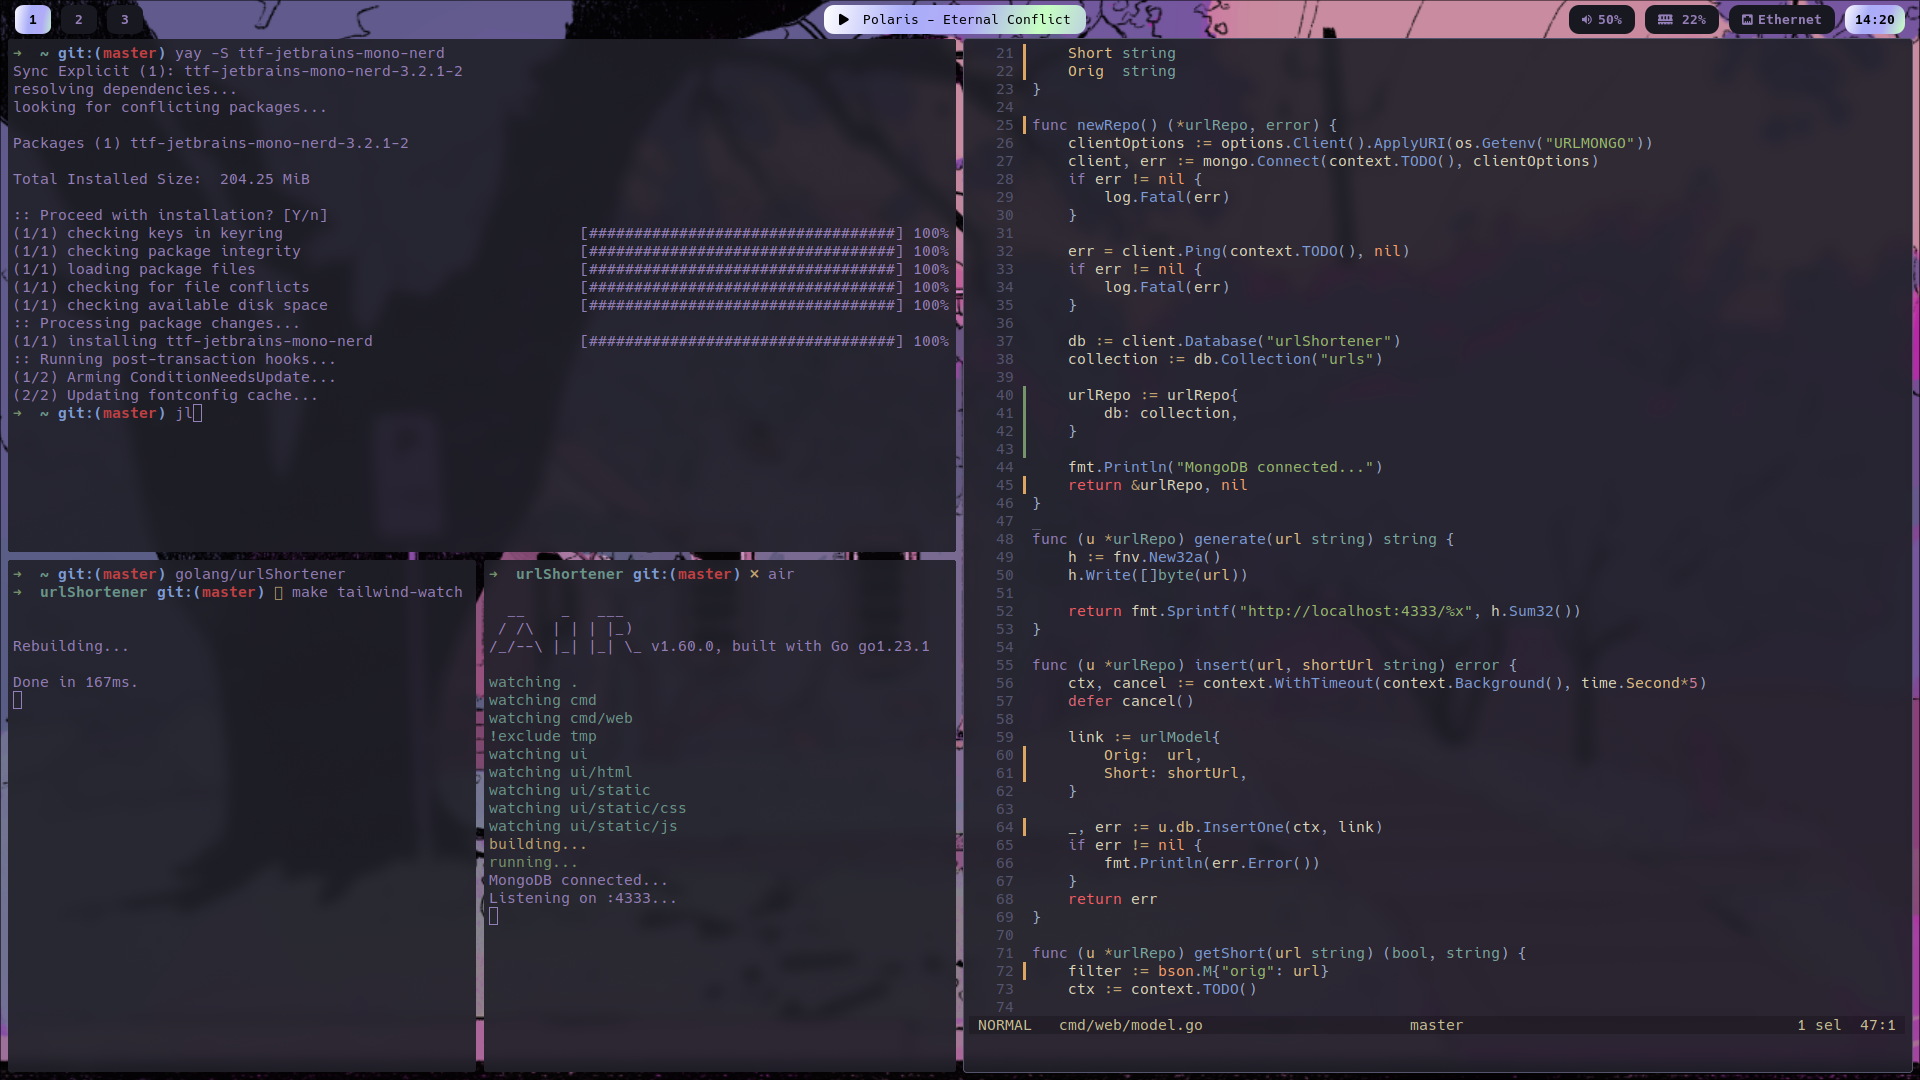 1 2 3
Polaris - Eternal Conflict
50% 22% Ethernet 14:20
➜ ~ git:(master) yay -S ttf-jetbrains-mono-nerd
Sync Explicit (1): ttf-jetbrains-mono-nerd-3.2.1-2
resolving dependencies...
looking for conflicting packages...
Packages (1) ttf-jetbrains-mono-nerd-3.2.1-2
Total Installed Size:  204.25 MiB
:: Proceed with installation? [Y/n]
(1/1) checking keys in keyring [##################################] 100%
(1/1) checking package integrity [##################################] 100%
(1/1) loading package files [##################################] 100%
(1/1) checking for file conflicts [##################################] 100%
(1/1) checking available disk space [##################################] 100%
:: Processing package changes...
(1/1) installing ttf-jetbrains-mono-nerd [##################################] 100%
:: Running post-transaction hooks...
(1/2) Arming ConditionNeedsUpdate...
(2/2) Updating fontconfig cache...
➜ ~ git:(master) jl
➜ ~ git:(master) golang/urlShortener
➜ urlShortener git:(master) ▯ make tailwind-watch
Rebuilding...
Done in 167ms.
➜ urlShortener git:(master) ✕ air
  __    _   ___
 / /\  | | | |_)
/_/--\ |_| |_| \_ v1.60.0, built with Go go1.23.1
watching .
watching cmd
watching cmd/web
!exclude tmp
watching ui
watching ui/html
watching ui/static
watching ui/static/css
watching ui/static/js
building...
running...
MongoDB connected...
Listening on :4333...
21     Short string
22     Orig  string
23 }
24
25 func newRepo() (*urlRepo, error) {
26     clientOptions := options.Client().ApplyURI(os.Getenv("URLMONGO"))
27     client, err := mongo.Connect(context.TODO(), clientOptions)
28     if err != nil {
29         log.Fatal(err)
30     }
31
32     err = client.Ping(context.TODO(), nil)
33     if err != nil {
34         log.Fatal(err)
35     }
36
37     db := client.Database("urlShortener")
38     collection := db.Collection("urls")
39
40     urlRepo := urlRepo{
41         db: collection,
42     }
43
44     fmt.Println("MongoDB connected...")
45     return &urlRepo, nil
46 }
47
48 func (u *urlRepo) generate(url string) string {
49     h := fnv.New32a()
50     h.Write([]byte(url))
51
52     return fmt.Sprintf("http://localhost:4333/%x", h.Sum32())
53 }
54
55 func (u *urlRepo) insert(url, shortUrl string) error {
56     ctx, cancel := context.WithTimeout(context.Background(), time.Second*5)
57     defer cancel()
58
59     link := urlModel{
60         Orig:  url,
61         Short: shortUrl,
62     }
63
64     _, err := u.db.InsertOne(ctx, link)
65     if err != nil {
66         fmt.Println(err.Error())
67     }
68     return err
69 }
70
71 func (u *urlRepo) getShort(url string) (bool, string) {
72     filter := bson.M{"orig": url}
73     ctx := context.TODO()
74
NORMAL   cmd/web/model.go   master   1 sel  47:1